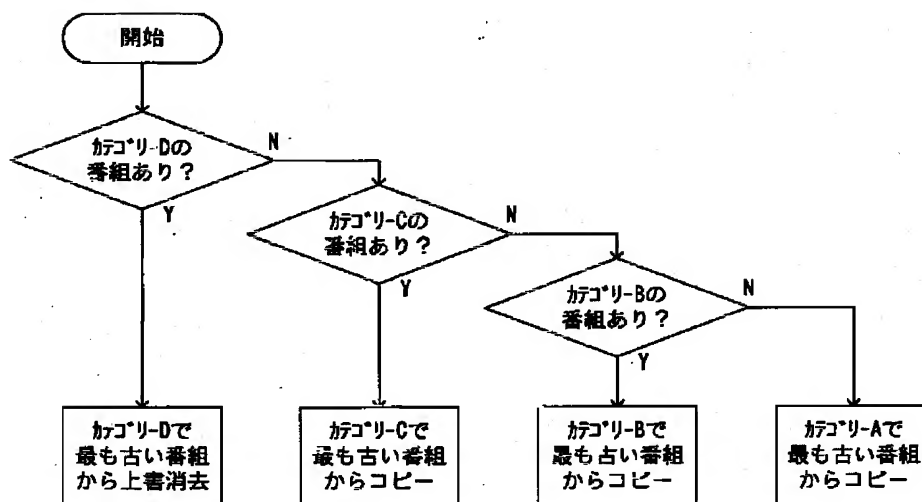 開始
カテゴリーDの
番組あり？
N
Y
カテゴリーCの
番組あり？
N
Y
カテゴリーBの
番組あり？
N
Y
カテゴリーDで
最も古い番組
から上書消去
カテゴリーCで
最も古い番組
からコピー
カテゴリーBで
最も古い番組
からコピー
カテゴリーAで
最も古い番組
からコピー